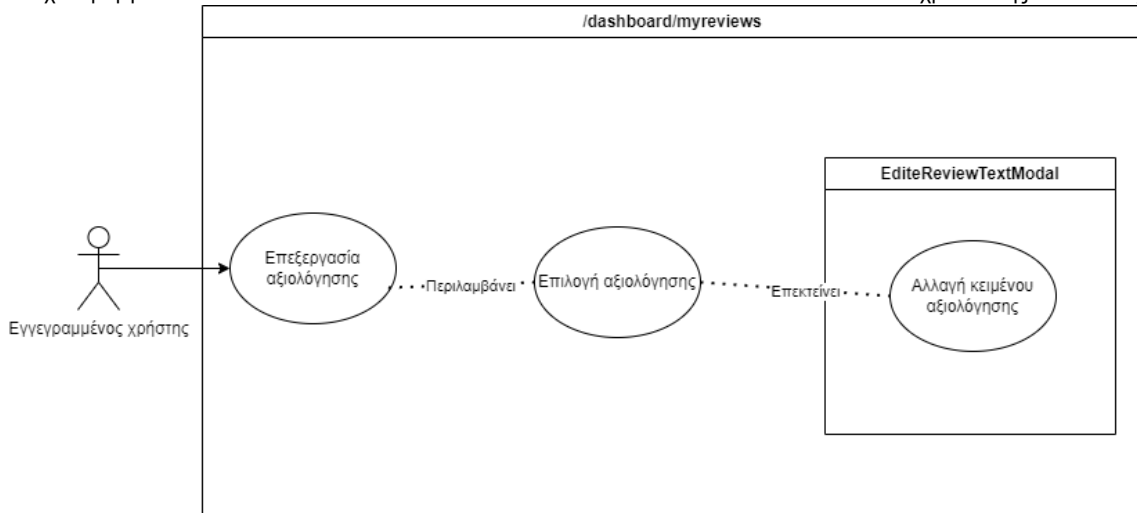 /dashboard/myreviews
EditeReviewTextModal
Επεξεργασία
αξιολόγησης
Περιλαμβάνει
Επιλογή αξιολόγησης
Επεκτείνει
Αλλαγή κειμένου
αξιολόγησης
Εγγεγραμμένος χρήστης